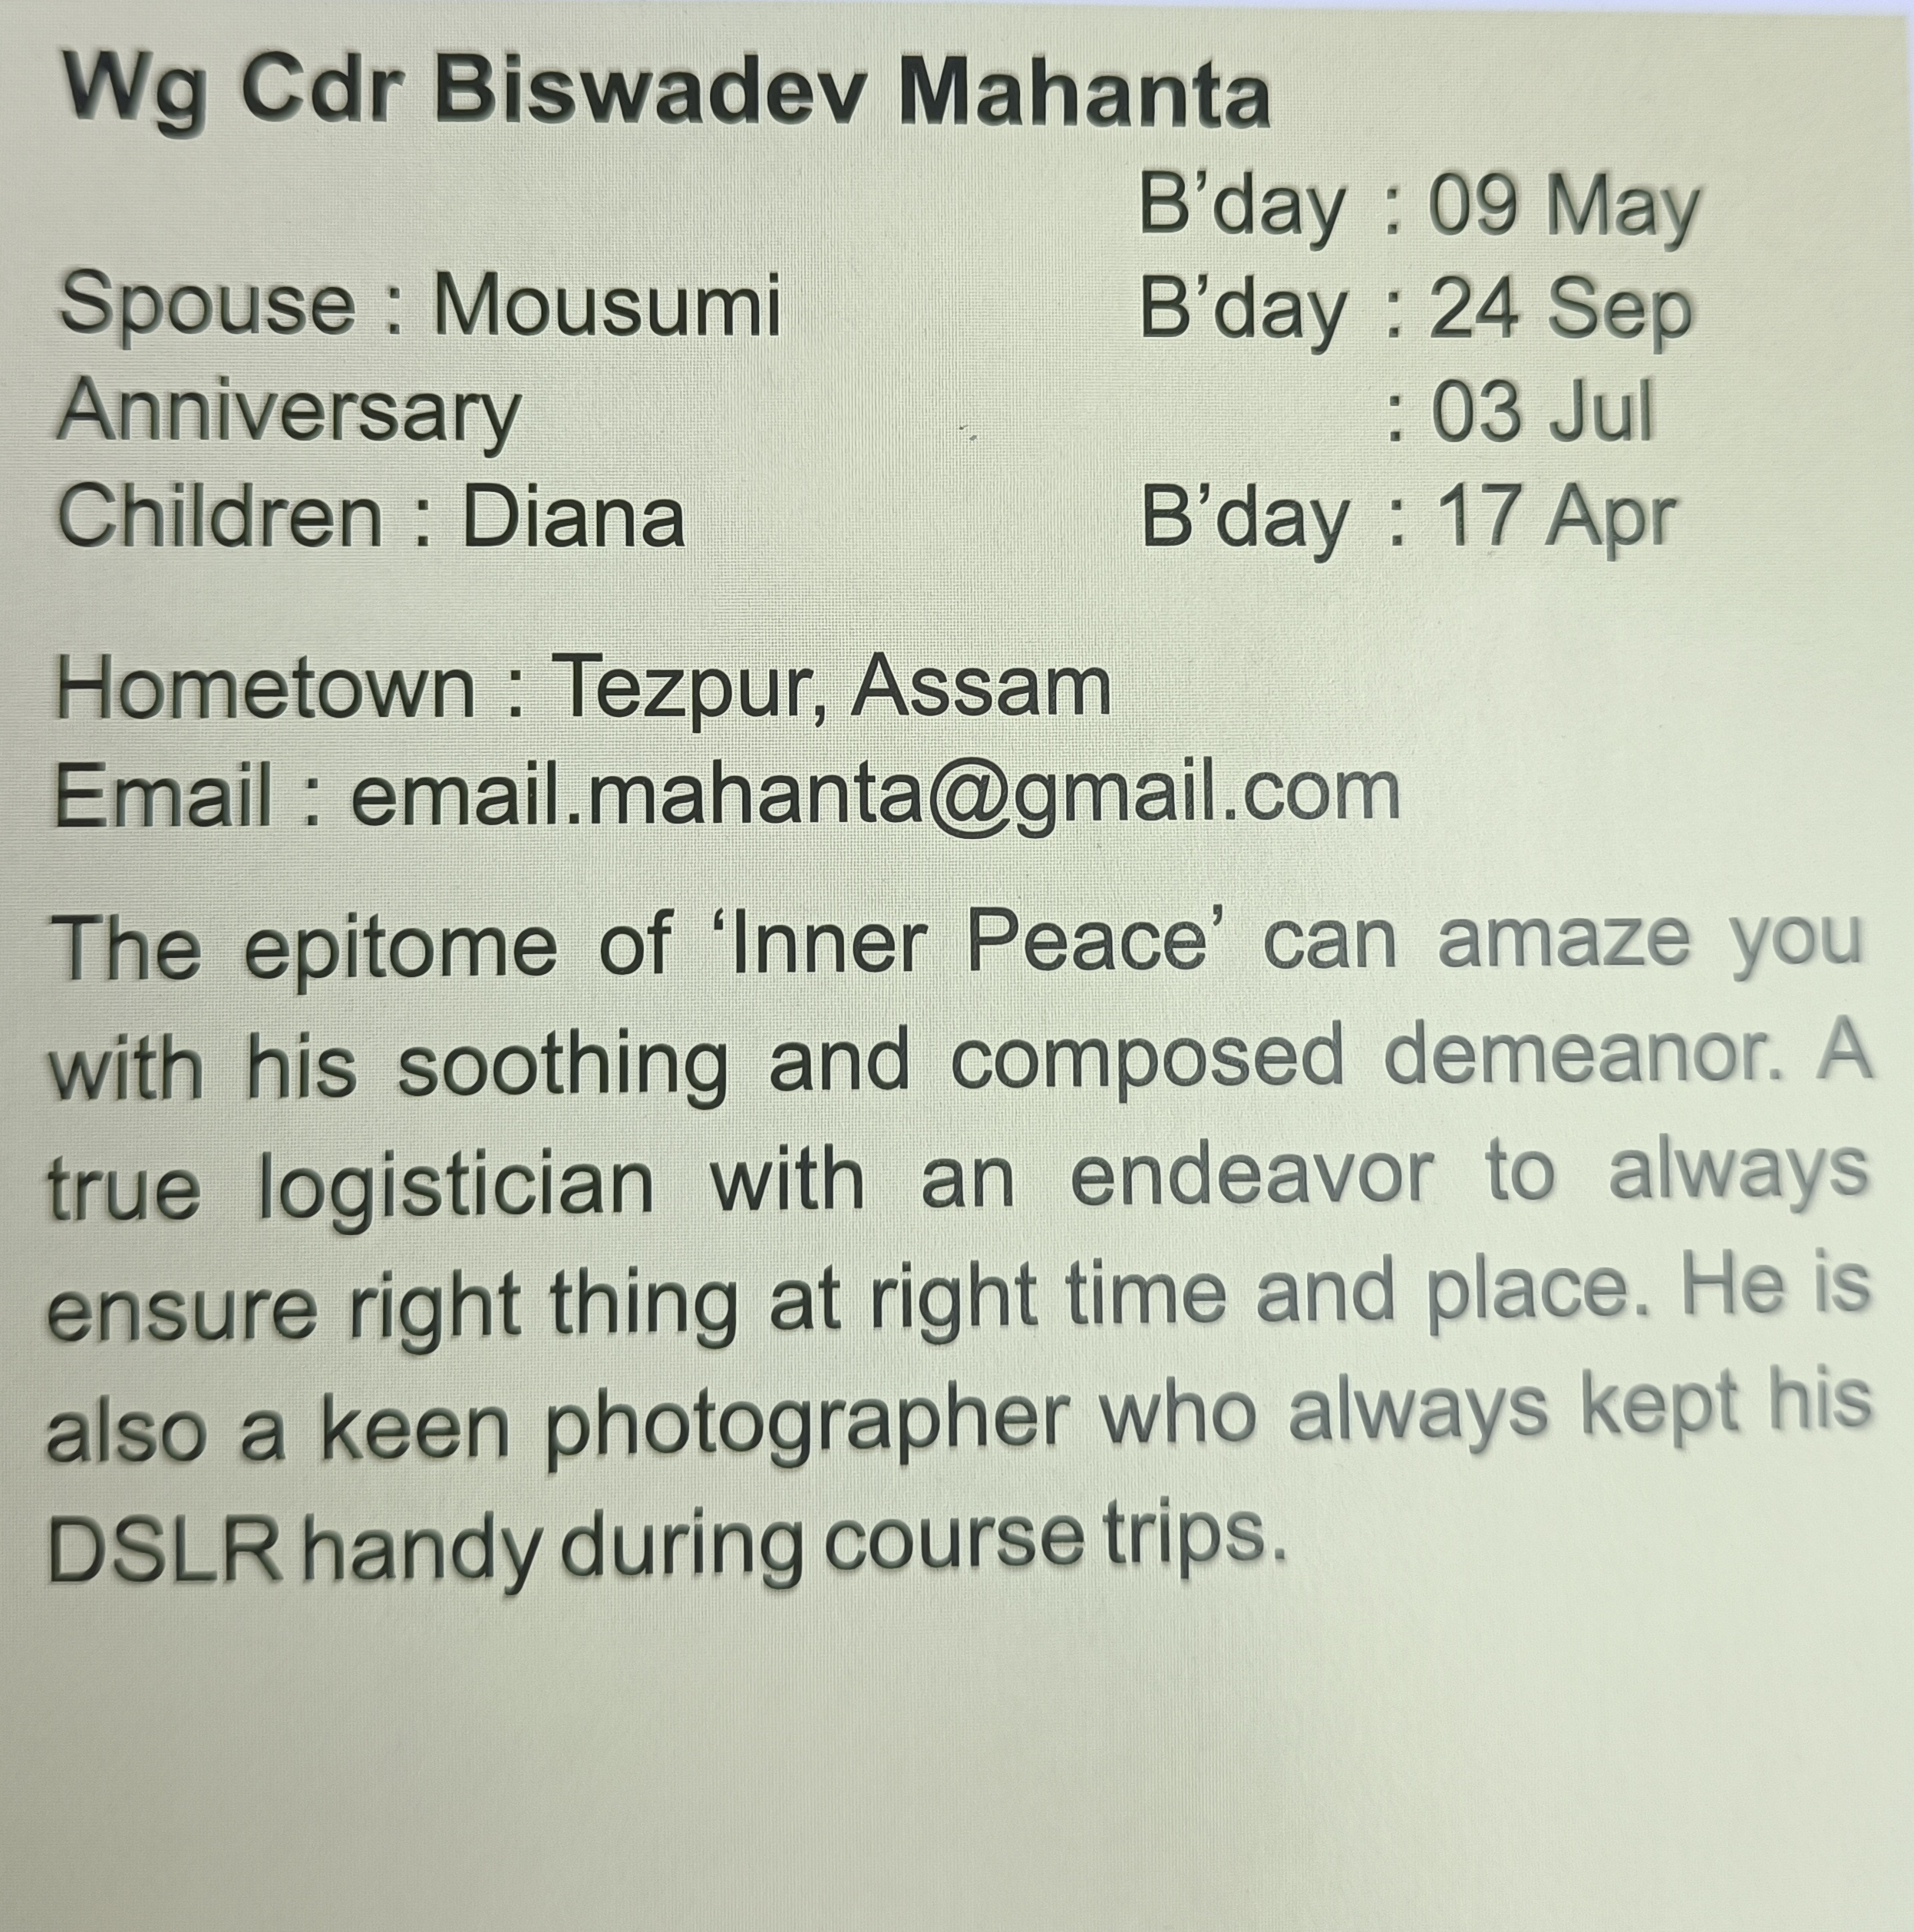 Wg Cdr Biswadev Mahanta
B’day : 09 May
Spouse : Mousumi B’day : 24 Sep
Anniversary : 03 Jul
Children : Diana B’day : 17 Apr
Hometown : Tezpur, Assam
Email : email.mahanta@gmail.com
The epitome of ‘Inner Peace’ can amaze you
with his soothing and composed demeanor. A
true logistician with an endeavor to always
ensure right thing at right time and place. He is
also a keen photographer who always kept his
DSLR handy during course trips.